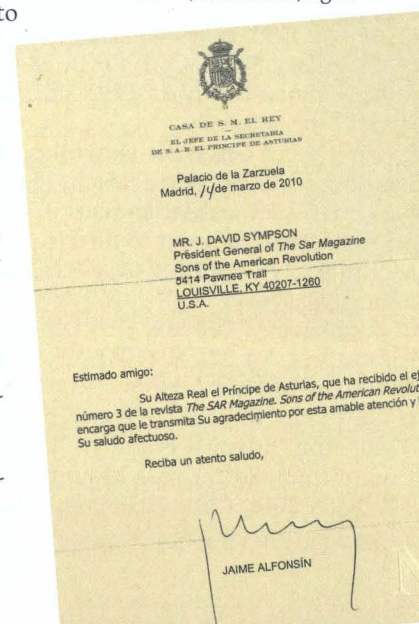 to
CASA DE S. M. EL REY
EL JEFE DE LA SECRETARIA
DE S. A. R. EL PRINCIPE DE ASTURIAS
Palacio de la Zarzuela
Madrid, 14 de marzo de 2010
MR. J. DAVID SYMPSON
Président General of The Sar Magazine
Sons of the American Revolution
5414 Pawnee Trail
LOUISVILLE, KY 40207-1260
U.S.A.
Estimado amigo:
Su Alteza Real el Príncipe de Asturias, que ha recibido el
número 3 de la revista The SAR Magazine. Sons of the American
encarga que le transmita Su agradecimiento por esta amable atención y
Su saludo afectuoso.
Reciba un atento saludo,
JAIME ALFONSÍN